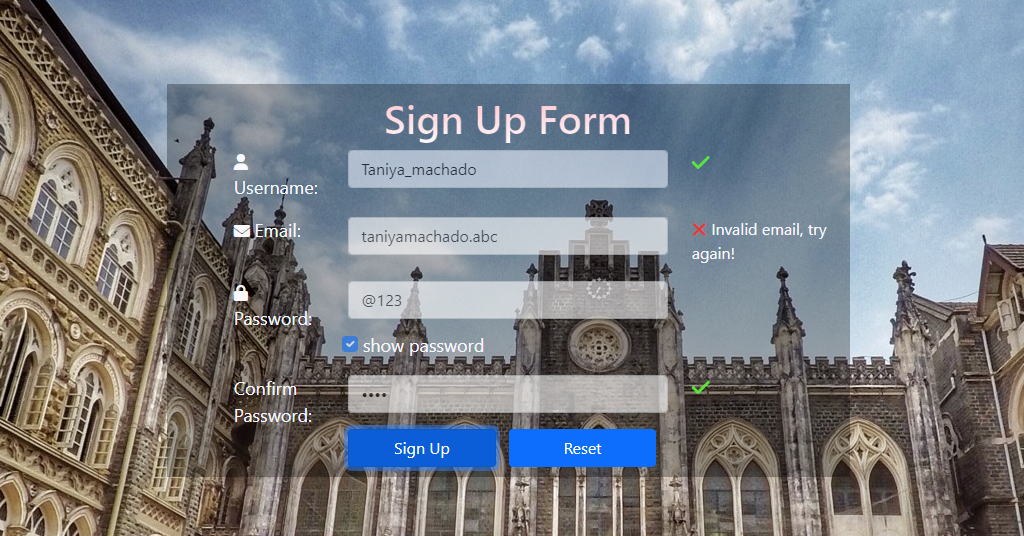 Sign Up Form
Username:
Taniya_machado
Email:
taniyamachado.abc
Invalid email, try
again!
Password:
@123
show password
Confirm
Password:
••••
Sign Up
Reset